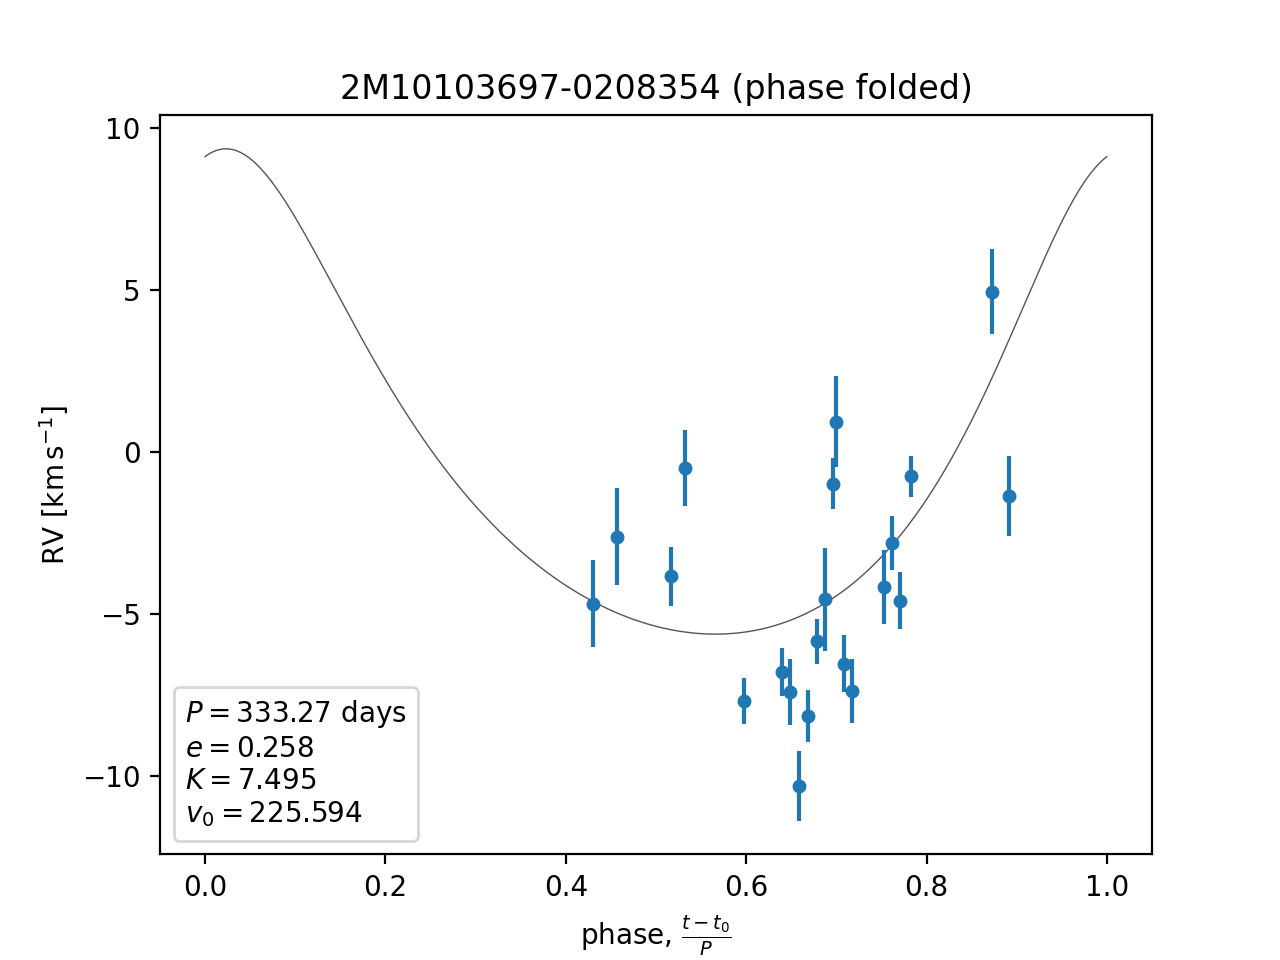 2M10103697-0208354 (phase folded)
10
5
0
−5
−10
RV [km s⁻¹]
P = 333.27 days
e = 0.258
K = 7.495
v₀ = 225.594
0.0 0.2 0.4 0.6 0.8 1.0
phase, (t − t₀)/P